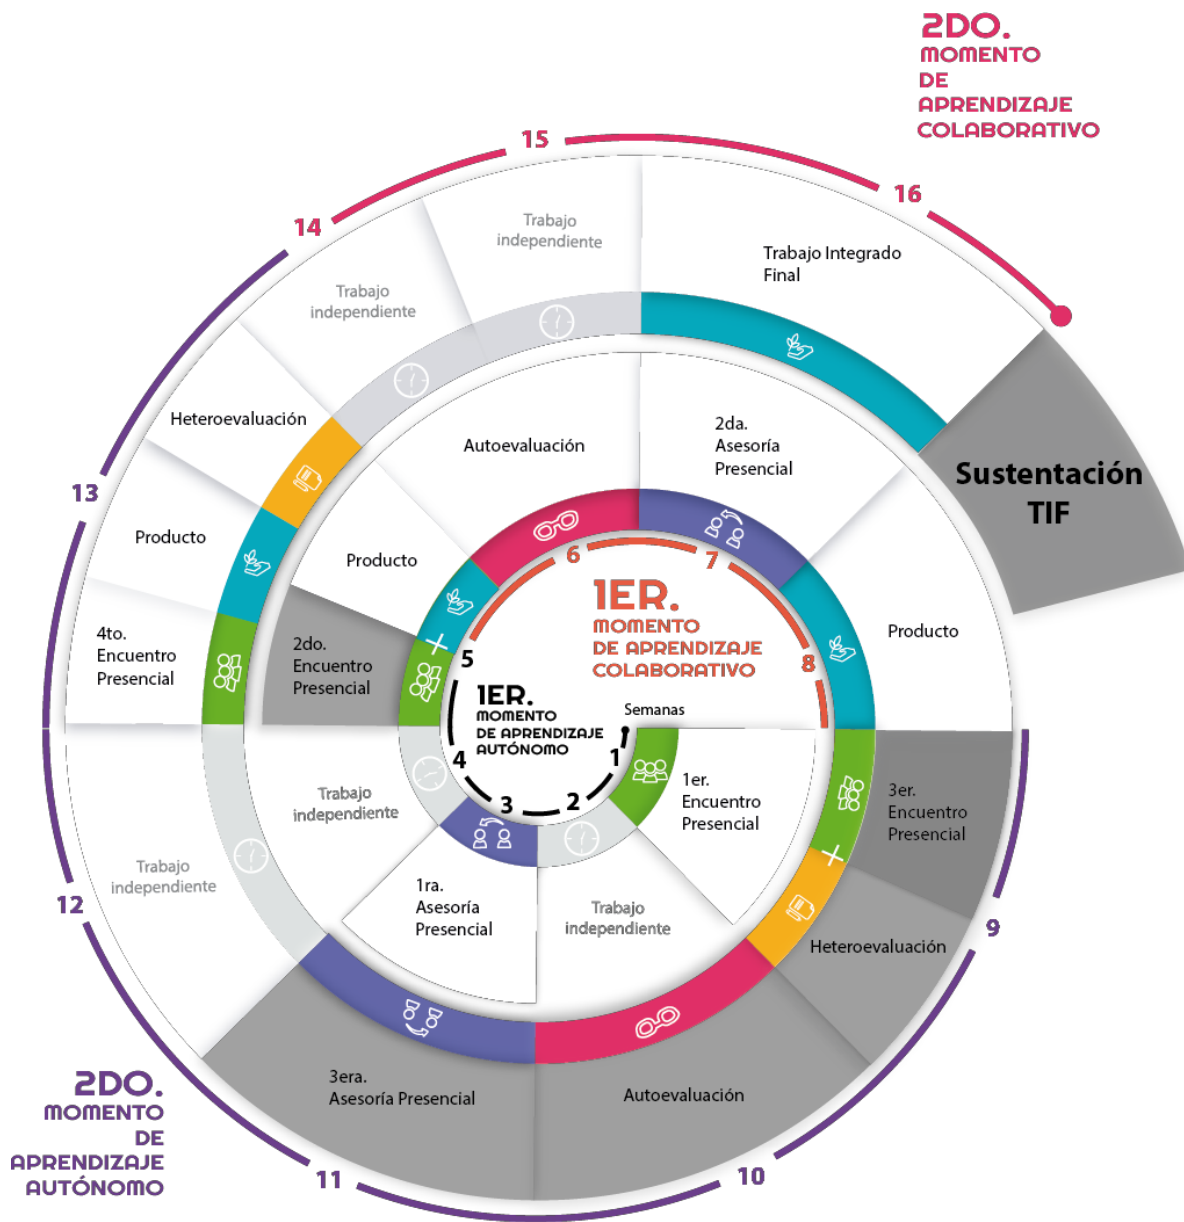 2DO.
MOMENTO
DE
APRENDIZAJE
COLABORATIVO
15
16
14
Trabajo
independiente
Trabajo Integrado
Final
Trabajo
independiente
Heteroevaluación
Autoevaluación
2da.
Asesoría
Presencial
Sustentación
TIF
13
Producto
Producto
6
7
1ER.
MOMENTO
DE APRENDIZAJE
COLABORATIVO
Producto
4to.
Encuentro
Presencial
2do.
Encuentro
Presencial
5
8
1ER.
MOMENTO
DE APRENDIZAJE
AUTÓNOMO
Semanas
4
1
3
2
1er.
Encuentro
Presencial
3er.
Encuentro
Presencial
Trabajo
independiente
Trabajo
independiente
12
1ra.
Asesoría
Presencial
Trabajo
independiente
9
Heteroevaluación
3era.
Asesoría Presencial
Autoevaluación
2DO.
MOMENTO
DE
APRENDIZAJE
AUTÓNOMO
11
10